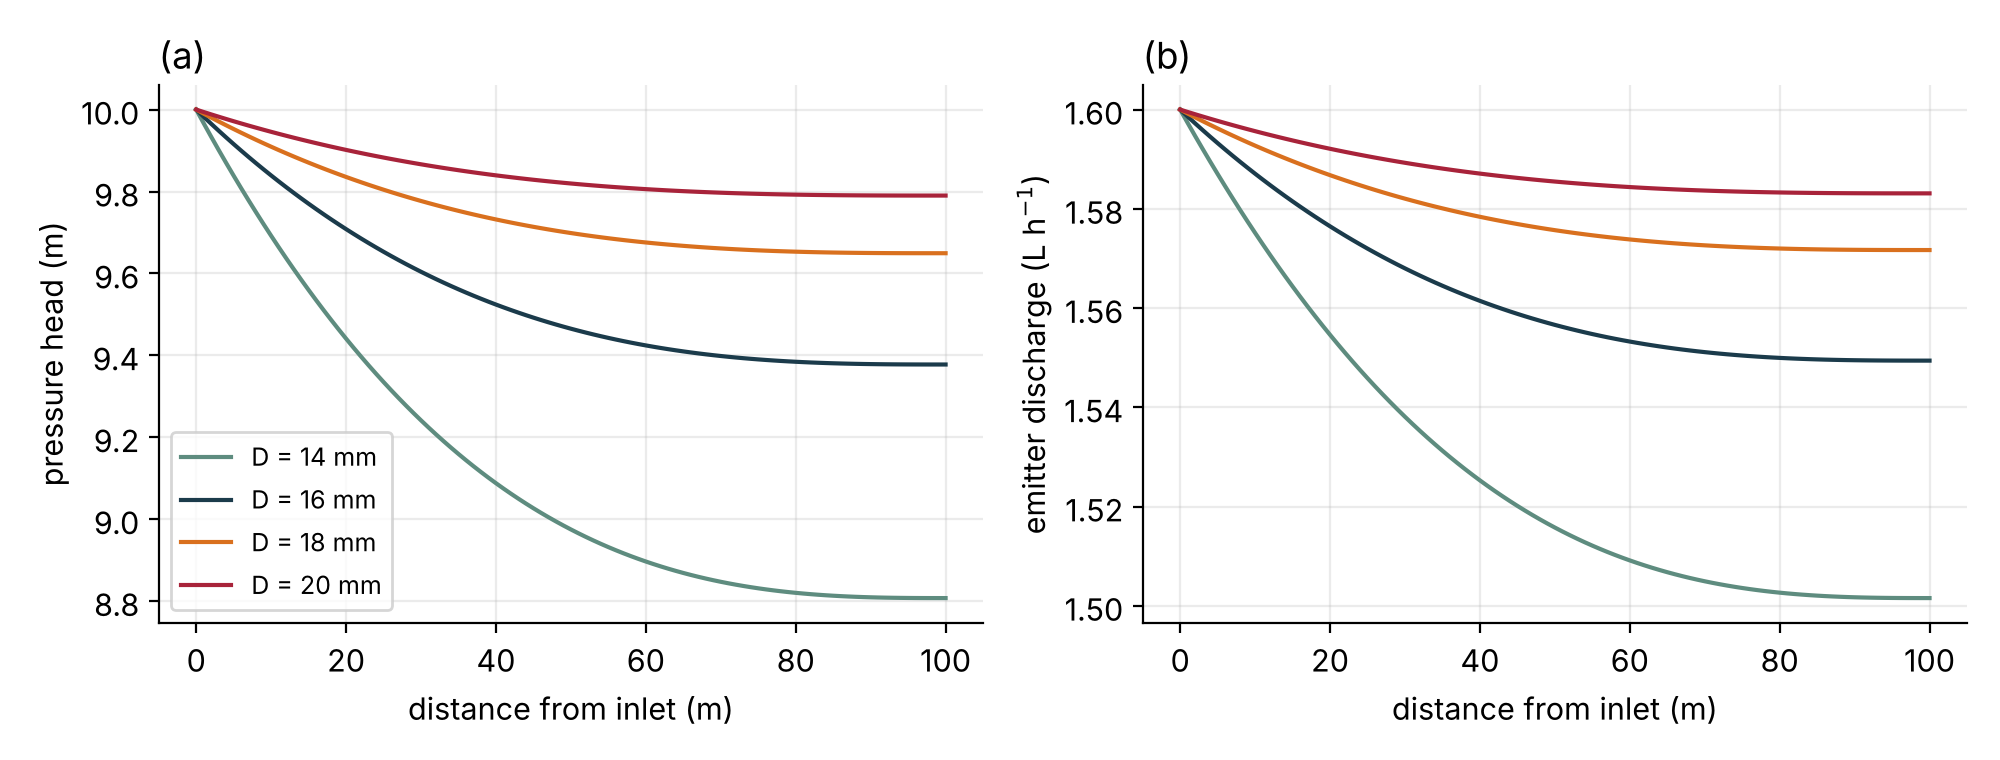 (a)
pressure head (m)
10.0
9.8
9.6
9.4
9.2
9.0
8.8
D = 14 mm
D = 16 mm
D = 18 mm
D = 20 mm
0 20 40 60 80 100
distance from inlet (m)
(b)
emitter discharge (L h⁻¹)
1.60
1.58
1.56
1.54
1.52
1.50
0 20 40 60 80 100
distance from inlet (m)